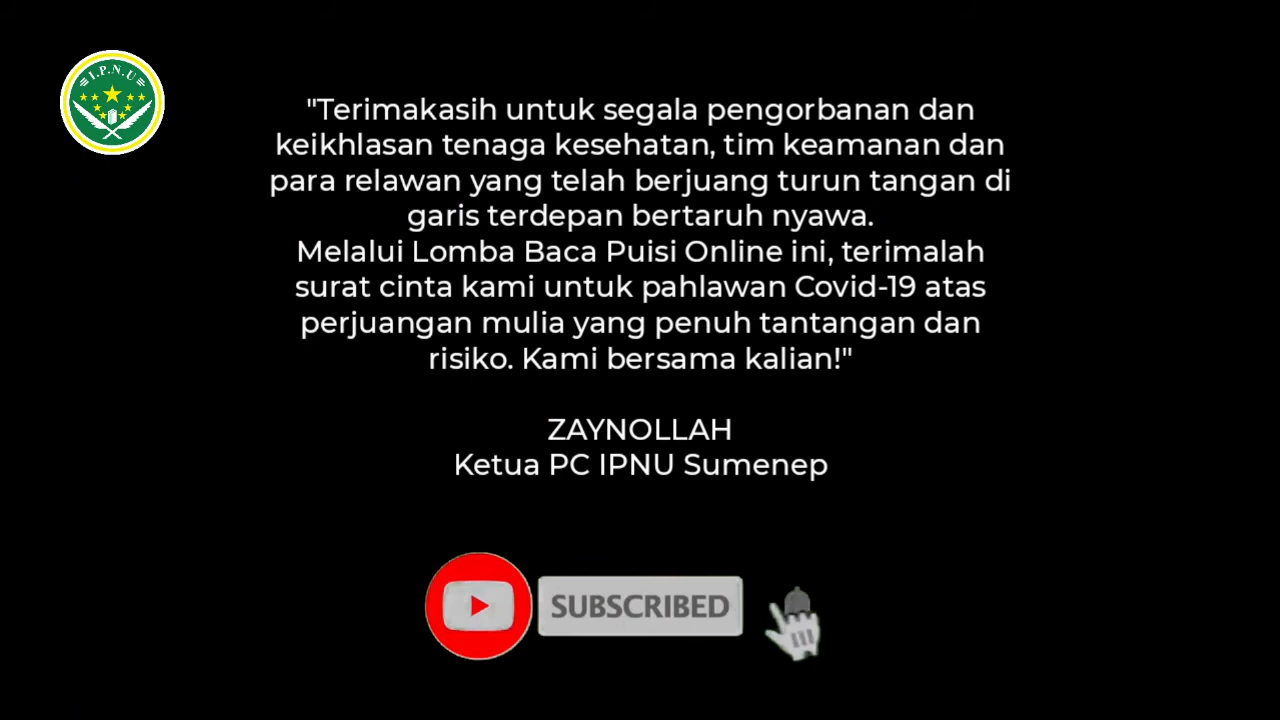 I.P.N.U
"Terimakasih untuk segala pengorbanan dan
keikhlasan tenaga kesehatan, tim keamanan dan
para relawan yang telah berjuang turun tangan di
garis terdepan bertaruh nyawa.
Melalui Lomba Baca Puisi Online ini, terimalah
surat cinta kami untuk pahlawan Covid-19 atas
perjuangan mulia yang penuh tantangan dan
risiko. Kami bersama kalian!"
ZAYNOLLAH
Ketua PC IPNU Sumenep
SUBSCRIBED